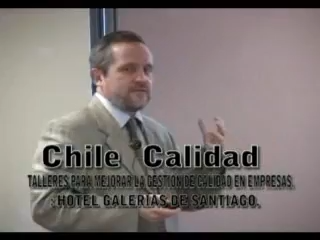 Chile Calidad
TALLERES PARA MEJORAR LA GESTION DE CALIDAD EN EMPRESAS.
HOTEL GALERIAS DE SANTIAGO.